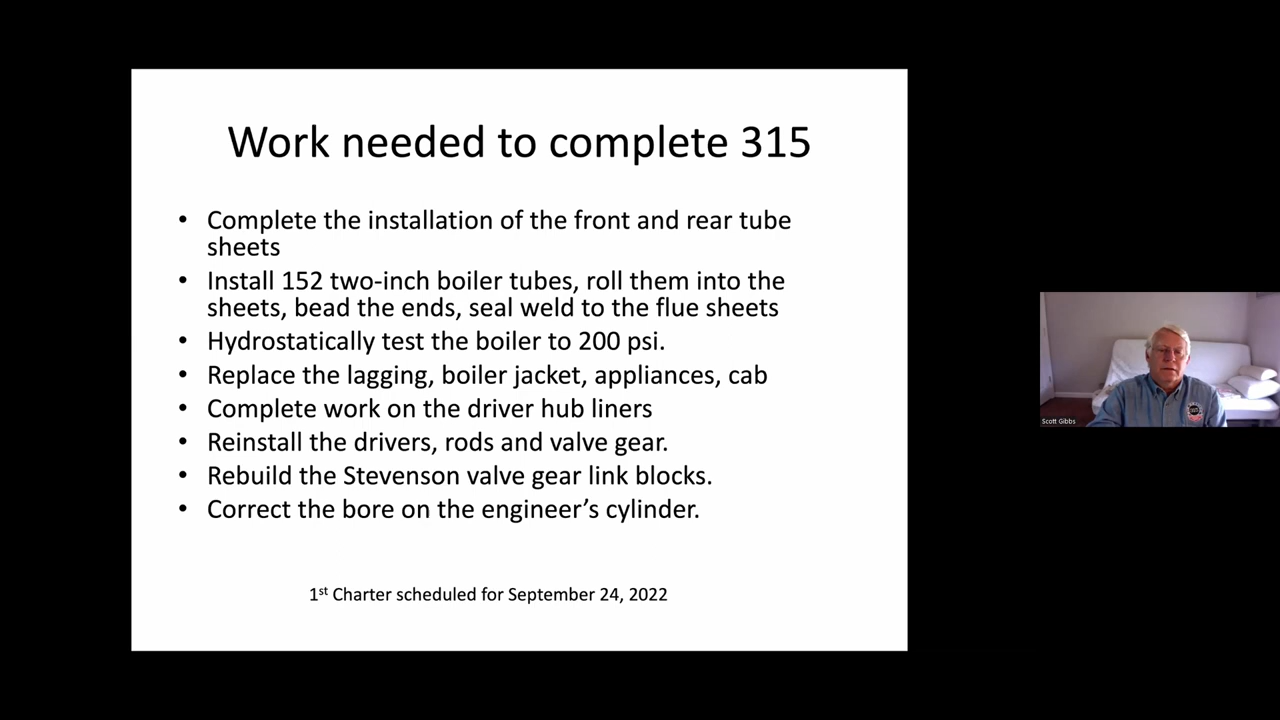 Work needed to complete 315
• Complete the installation of the front and rear tube
sheets
• Install 152 two-inch boiler tubes, roll them into the
sheets, bead the ends, seal weld to the flue sheets
• Hydrostatically test the boiler to 200 psi.
• Replace the lagging, boiler jacket, appliances, cab
• Complete work on the driver hub liners
• Reinstall the drivers, rods and valve gear.
• Rebuild the Stevenson valve gear link blocks.
• Correct the bore on the engineer’s cylinder.
1st Charter scheduled for September 24, 2022
Scott Gibbs